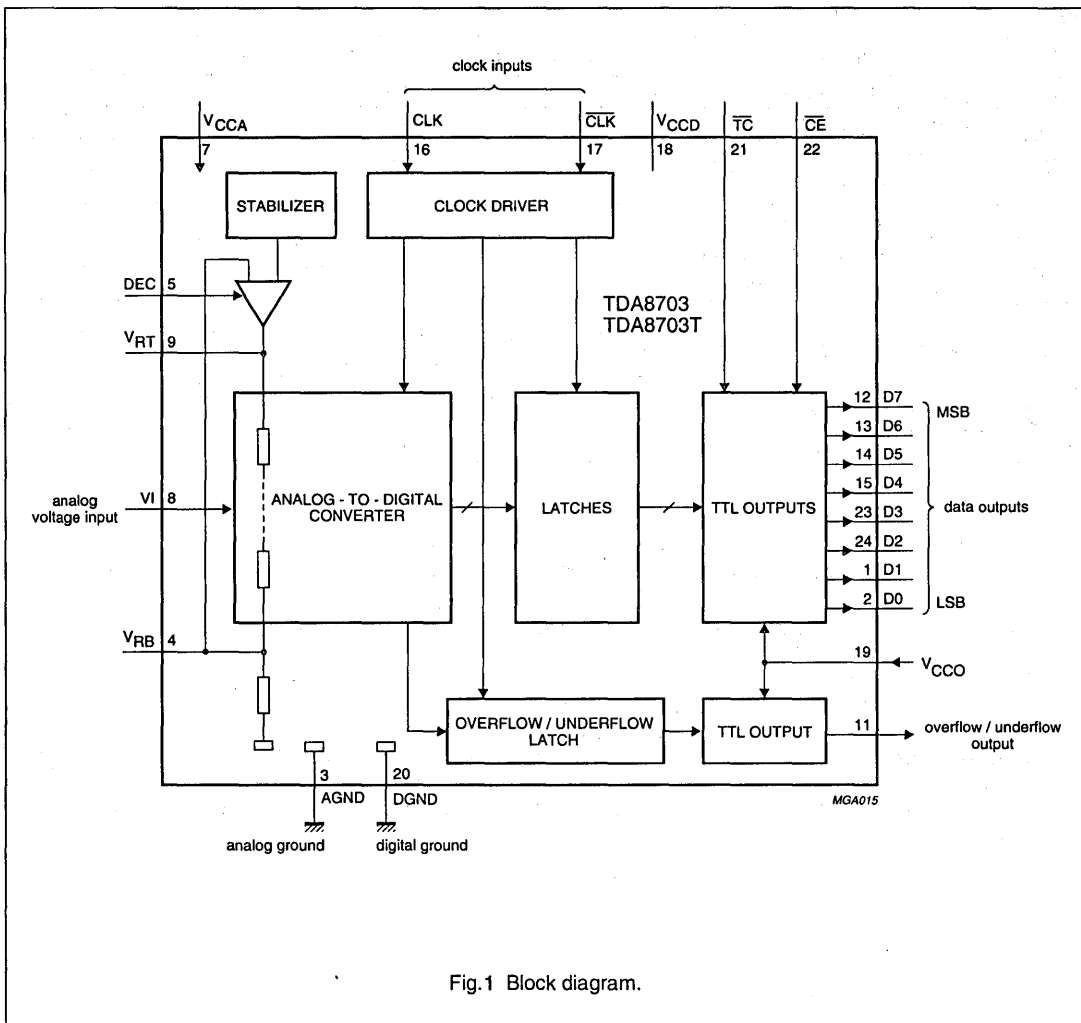 clock inputs
VCCA
CLK
C̅L̅K̅
VCCD
T̅C̅
C̅E̅
7
16
17
18
21
22
STABILIZER
CLOCK DRIVER
DEC 5
TDA8703
TDA8703T
VRT 9
12 D7
MSB
13 D6
14 D5
analog
voltage input
VI 8
ANALOG - TO - DIGITAL
CONVERTER
LATCHES
TTL OUTPUTS
15 D4
23 D3
data outputs
24 D2
1 D1
2 D0
LSB
VRB 4
19
VCCO
OVERFLOW / UNDERFLOW
LATCH
TTL OUTPUT
11
overflow / underflow
output
3
AGND
20
DGND
MGA015
analog ground
digital ground
Fig.1 Block diagram.